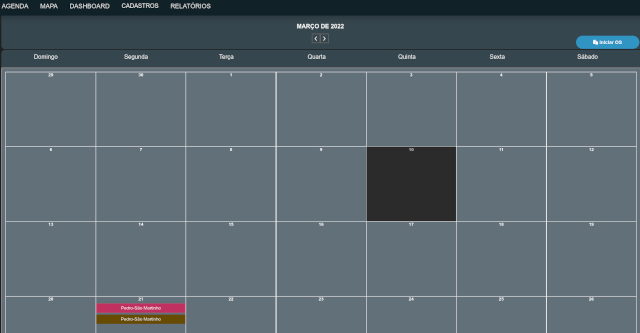 AGENDA MAPA DASHBOARD CADASTROS RELATÓRIOS
MARÇO DE 2022
Iniciar OS
Domingo Segunda Terça Quarta Quinta Sexta Sábado
29 30 1 2 3 4 5
6 7 8 9 10 11 12
13 14 15 16 17 18 19
20 21 22 23 24 25 26
Pedro-São Martinho
Pedro-São Martinho